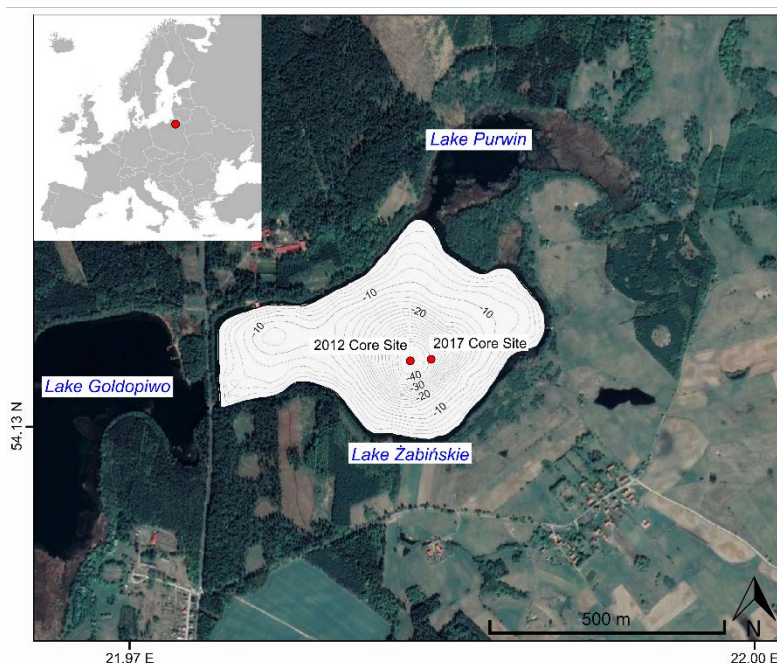 Lake Purwin
-10
-20
-10
-10
2012 Core Site
2017 Core Site
Lake Gołdopiwo
-40
-30
-20
-10
54.13 N
Lake Żabińskie
500 m
N
21.97 E
22.00 E